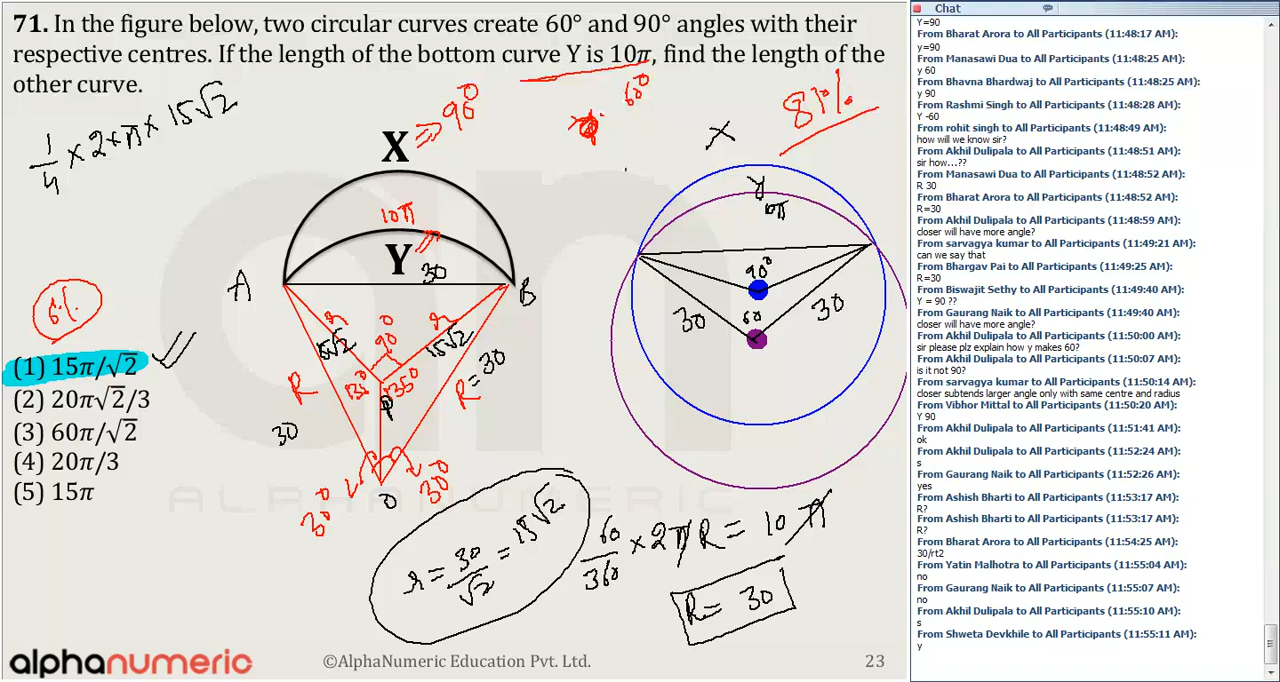 71. In the figure below, two circular curves create 60° and 90° angles with their
respective centres. If the length of the bottom curve Y is 10π, find the length of the
other curve.
1/4 × 2 × π × 15√2
60°
81%
X ⇒ 90°
10π
Y
30
A
B
r
r
15√2
90°
15√2
135°
135°
P
R
R = 30
30
O
30°
30°
X
Y
10π
90°
60
30
30
6%
(1) 15π/√2
(2) 20π√2/3
(3) 60π/√2
(4) 20π/3
(5) 15π
r = 30/√2 = 15√2
60/360 × 2πR = 10π
R = 30
ALPHANUMERIC
alphanumeric
©AlphaNumeric Education Pvt. Ltd.
23
Chat
Y=90
From Bharat Arora to All Participants (11:48:17 AM):
y=90
From Manasawi Dua to All Participants (11:48:25 AM):
y 60
From Bhavna Bhardwaj to All Participants (11:48:25 AM):
y 90
From Rashmi Singh to All Participants (11:48:28 AM):
Y -60
From rohit singh to All Participants (11:48:49 AM):
how will we know sir?
From Akhil Dulipala to All Participants (11:48:51 AM):
sir how...??
From Manasawi Dua to All Participants (11:48:52 AM):
R 30
From Bharat Arora to All Participants (11:48:52 AM):
R=30
From Akhil Dulipala to All Participants (11:48:59 AM):
closer will have more angle?
From sarvagya kumar to All Participants (11:49:21 AM):
can we say that
From Bhargav Pai to All Participants (11:49:25 AM):
R=30
From Biswajit Sethy to All Participants (11:49:40 AM):
Y = 90 ??
From Gaurang Naik to All Participants (11:49:40 AM):
closer will have more angle?
From Akhil Dulipala to All Participants (11:50:00 AM):
sir please plz explain how y makes 60?
From Akhil Dulipala to All Participants (11:50:07 AM):
is it not 90?
From sarvagya kumar to All Participants (11:50:14 AM):
closer subtends larger angle only with same centre and radius
From Vibhor Mittal to All Participants (11:50:20 AM):
Y 90
From Akhil Dulipala to All Participants (11:51:41 AM):
ok
From Akhil Dulipala to All Participants (11:52:24 AM):
s
From Gaurang Naik to All Participants (11:52:26 AM):
yes
From Ashish Bharti to All Participants (11:53:17 AM):
R?
From Ashish Bharti to All Participants (11:53:17 AM):
R?
From Bharat Arora to All Participants (11:54:25 AM):
30/rt2
From Yatin Malhotra to All Participants (11:55:04 AM):
no
From Gaurang Naik to All Participants (11:55:07 AM):
no
From Akhil Dulipala to All Participants (11:55:10 AM):
s
From Shweta Devkhile to All Participants (11:55:11 AM):
y